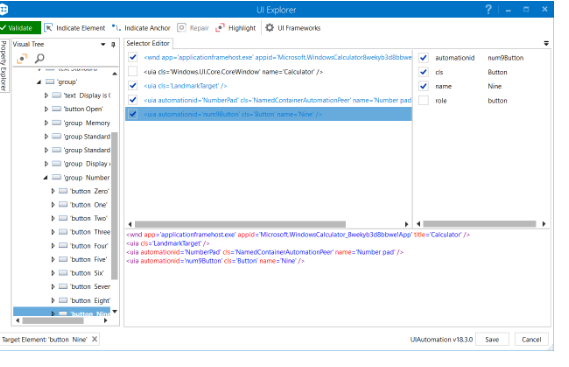 UI Explorer
Validate Indicate Element Indicate Anchor Repair Highlight UI Frameworks
Property Explorer
Visual Tree
Selector Editor
'group'
'text Display is (
'button Open'
'group Memory
'group Standard
'group Standard
'group Display
'group Number
'button Zero'
'button One'
'button Two'
'button Three
'button Four'
'button Five'
'button Six'
'button Seven
'button Eight'
'button Nine'
<wnd app='applicationframehost.exe' appid='Microsoft.WindowsCalculator_8wekyb3d8bbwe
<uia cls='Windows.UI.Core.CoreWindow' name='Calculator' />
<uia cls='LandmarkTarget' />
<uia automationid='NumberPad' cls='NamedContainerAutomationPeer' name='Number pad
<uia automationid='num9Button' cls='Button' name='Nine' />
automationid num9Button
cls Button
name Nine
role button
<wnd app='applicationframehost.exe' appid='Microsoft.WindowsCalculator_8wekyb3d8bbwe!App' title='Calculator' />
<uia cls='LandmarkTarget' />
<uia automationid='NumberPad' cls='NamedContainerAutomationPeer' name='Number pad' />
<uia automationid='num9Button' cls='Button' name='Nine' />
Target Element: 'button Nine' X
UIAutomation v18.3.0 Save Cancel